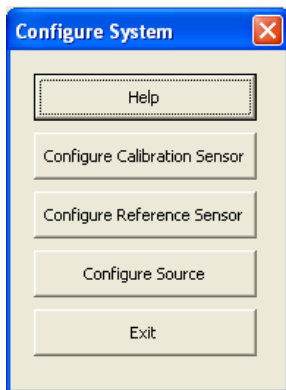 Configure System
Help
Configure Calibration Sensor
Configure Reference Sensor
Configure Source
Exit